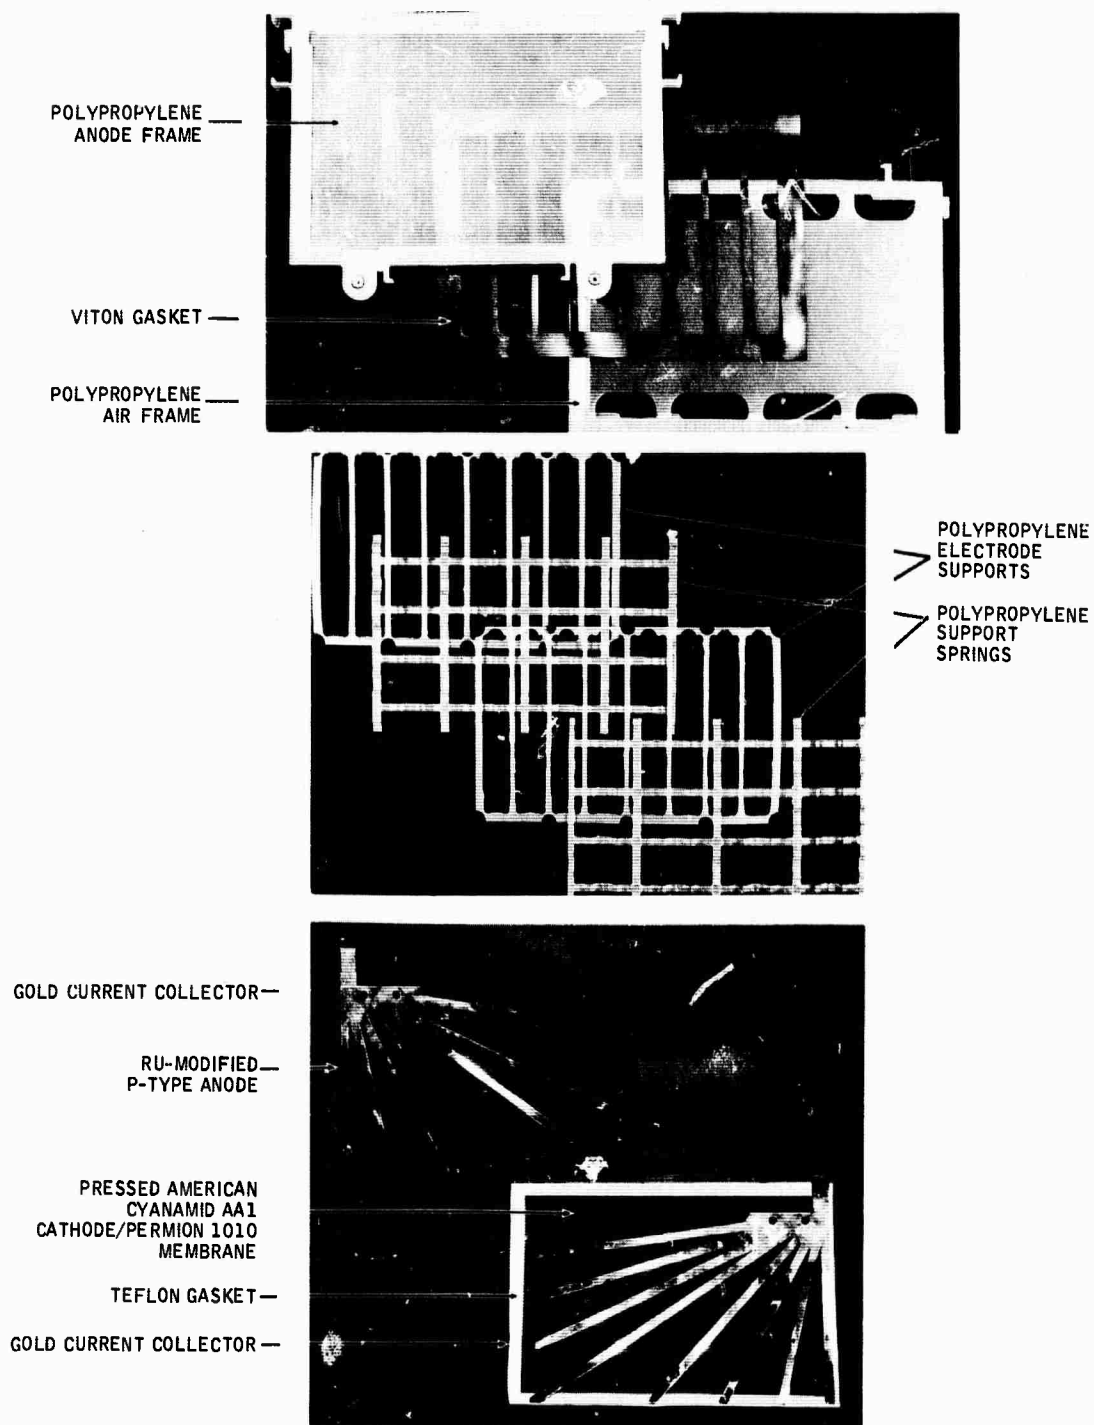 POLYPROPYLENE
ANODE FRAME
VITON GASKET
POLYPROPYLENE
AIR FRAME
POLYPROPYLENE
ELECTRODE
SUPPORTS
POLYPROPYLENE
SUPPORT
SPRINGS
GOLD CURRENT COLLECTOR
RU-MODIFIED
P-TYPE ANODE
PRESSED AMERICAN
CYANAMID AA1
CATHODE/PERMION 1010
MEMBRANE
TEFLON GASKET
GOLD CURRENT COLLECTOR